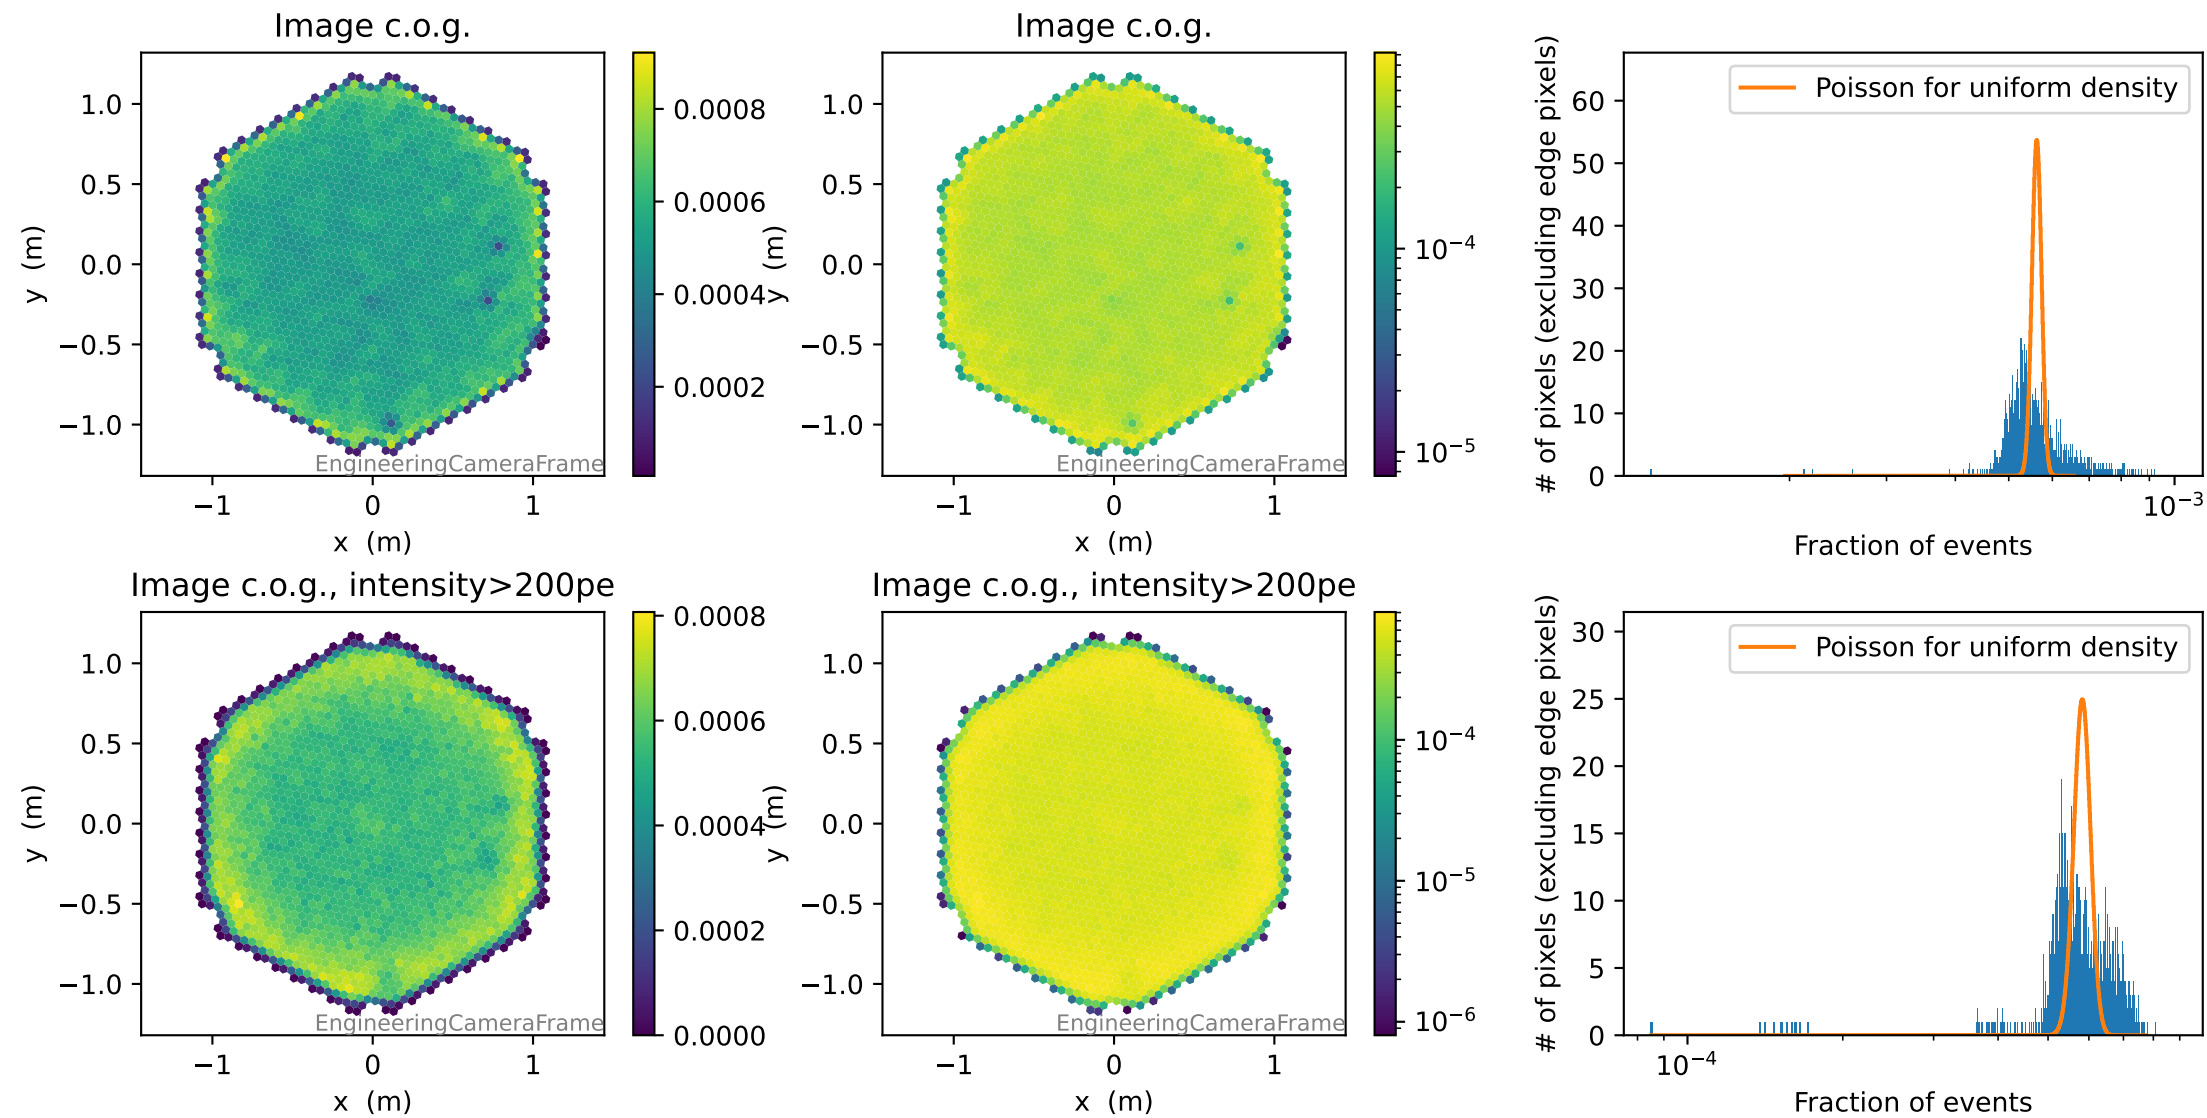 Image c.o.g.
1.0
0.5
0.0
−0.5
−1.0
y (m)
−1
0
1
x (m)
EngineeringCameraFrame
0.0008
0.0006
0.0004
0.0002
Image c.o.g.
1.0
0.5
0.0
−0.5
−1.0
y (m)
−1
0
1
x (m)
EngineeringCameraFrame
10⁻⁴
10⁻⁵
# of pixels (excluding edge pixels)
60
50
40
30
20
10
0
Poisson for uniform density
10⁻³
Fraction of events
Image c.o.g., intensity>200pe
1.0
0.5
0.0
−0.5
−1.0
y (m)
−1
0
1
x (m)
EngineeringCameraFrame
0.0008
0.0006
0.0004
0.0002
0.0000
Image c.o.g., intensity>200pe
1.0
0.5
0.0
−0.5
−1.0
y (m)
−1
0
1
x (m)
EngineeringCameraFrame
10⁻⁴
10⁻⁵
10⁻⁶
# of pixels (excluding edge pixels)
30
25
20
15
10
5
0
Poisson for uniform density
10⁻⁴
Fraction of events